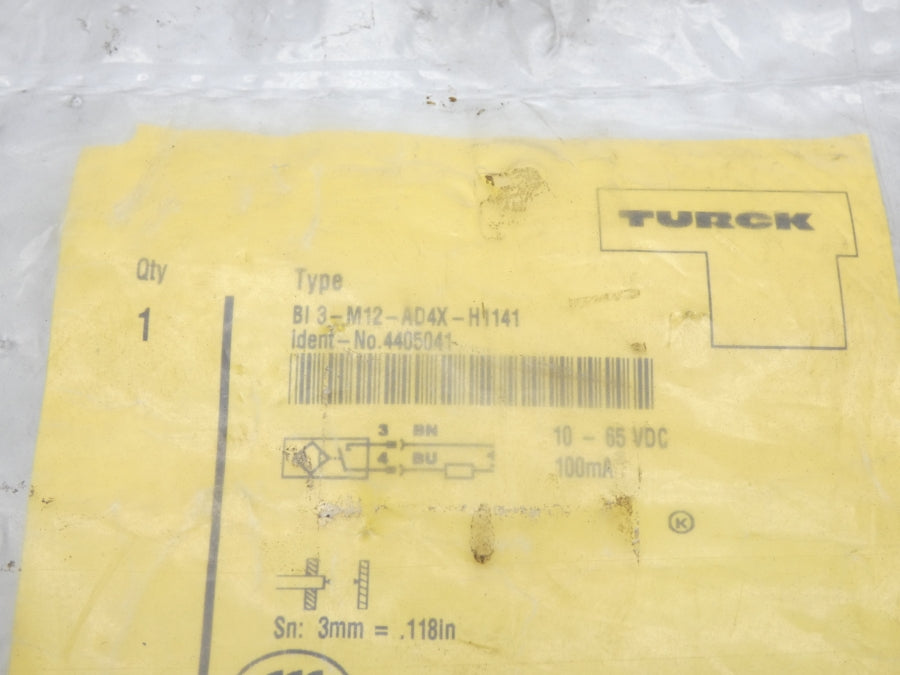 TURCK
Qty
Type
1
BI 3-M12-AD4X-H1141
Ident-No.4405041
3 BN
4 BU
10 - 65 VDC
100mA
K
Sn: 3mm = .118in